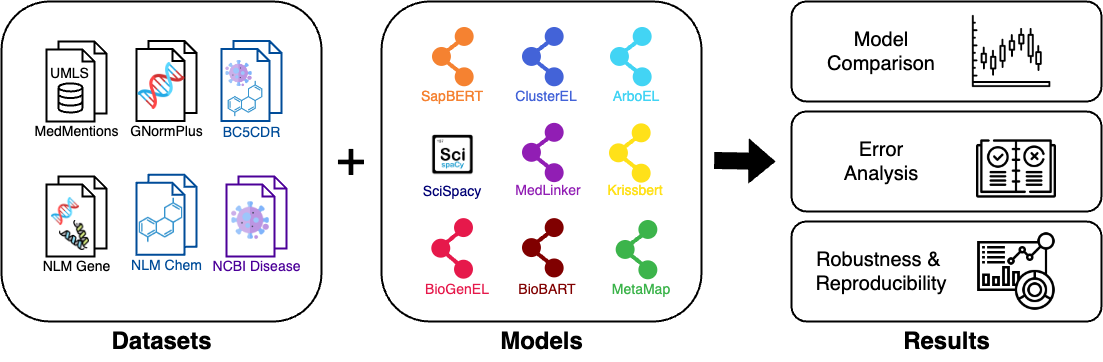 UMLS
MedMentions
GNormPlus
BC5CDR
NLM Gene
NLM Chem
NCBI Disease
Datasets
+
SapBERT
ClusterEL
ArboEL
Sci
spaCy
SciSpacy
MedLinker
Krissbert
BioGenEL
BioBART
MetaMap
Models
Model
Comparison
Error
Analysis
Robustness &
Reproducibility
Results